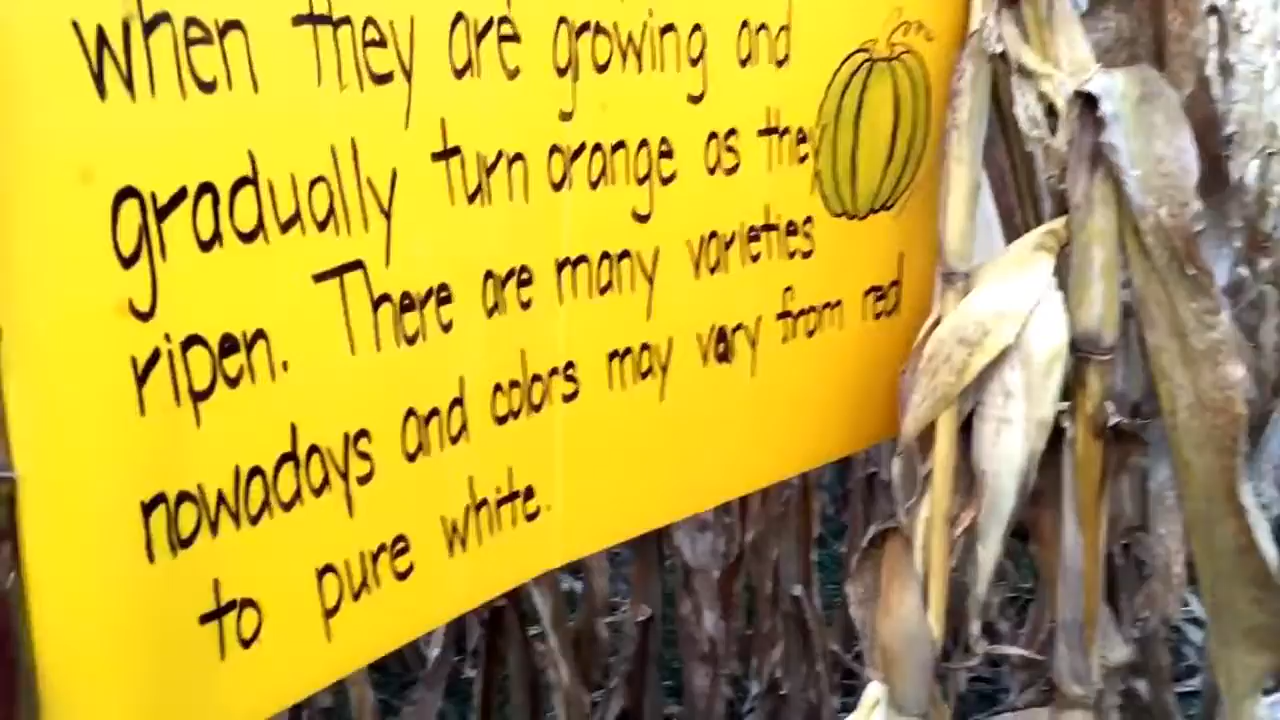 when they are growing and
gradually turn orange as they
ripen. There are many varieties
nowadays and colors may vary from red
to pure white.